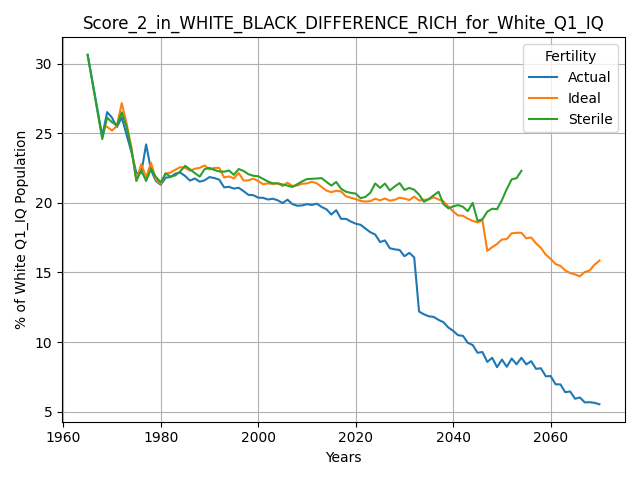 Score_2_in_WHITE_BLACK_DIFFERENCE_RICH_for_White_Q1_IQ
Fertility
Actual
Ideal
Sterile
% of White Q1_IQ Population
30
25
20
15
10
5
1960
1980
2000
2020
2040
2060
Years